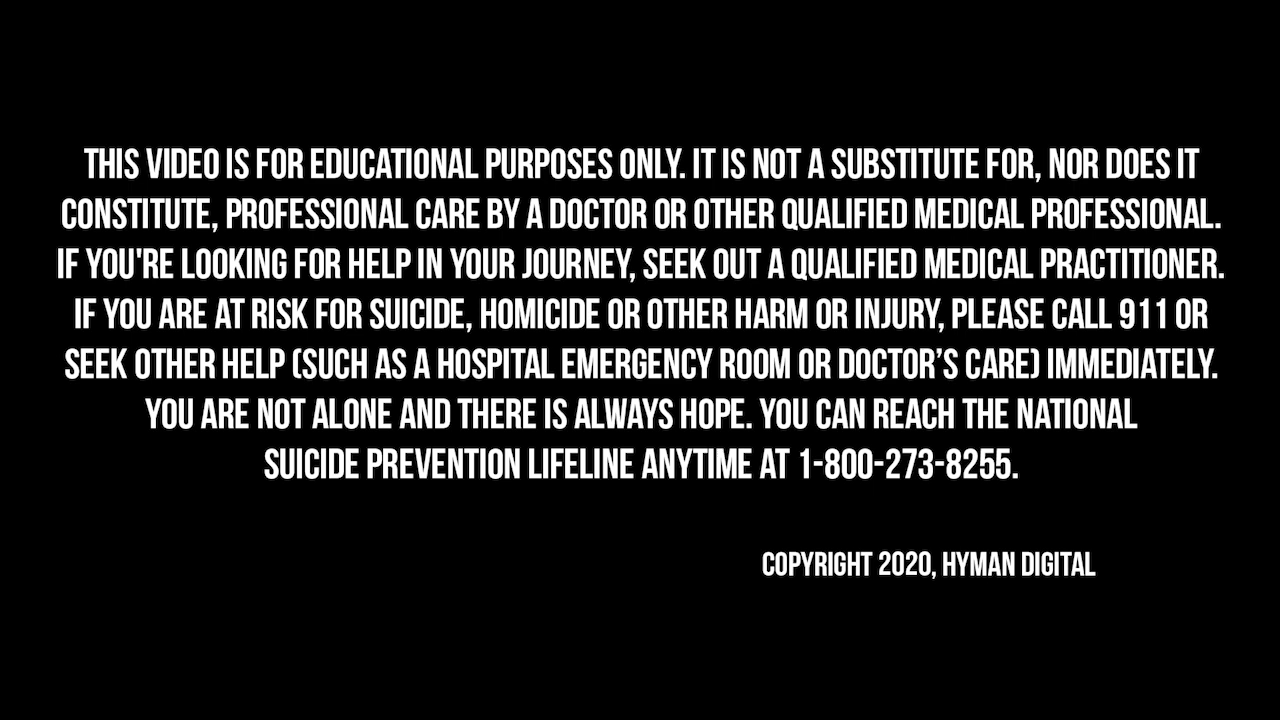 THIS VIDEO IS FOR EDUCATIONAL PURPOSES ONLY. IT IS NOT A SUBSTITUTE FOR, NOR DOES IT
CONSTITUTE, PROFESSIONAL CARE BY A DOCTOR OR OTHER QUALIFIED MEDICAL PROFESSIONAL.
IF YOU'RE LOOKING FOR HELP IN YOUR JOURNEY, SEEK OUT A QUALIFIED MEDICAL PRACTITIONER.
IF YOU ARE AT RISK FOR SUICIDE, HOMICIDE OR OTHER HARM OR INJURY, PLEASE CALL 911 OR
SEEK OTHER HELP (SUCH AS A HOSPITAL EMERGENCY ROOM OR DOCTOR’S CARE) IMMEDIATELY.
YOU ARE NOT ALONE AND THERE IS ALWAYS HOPE. YOU CAN REACH THE NATIONAL
SUICIDE PREVENTION LIFELINE ANYTIME AT 1-800-273-8255.
COPYRIGHT 2020, HYMAN DIGITAL